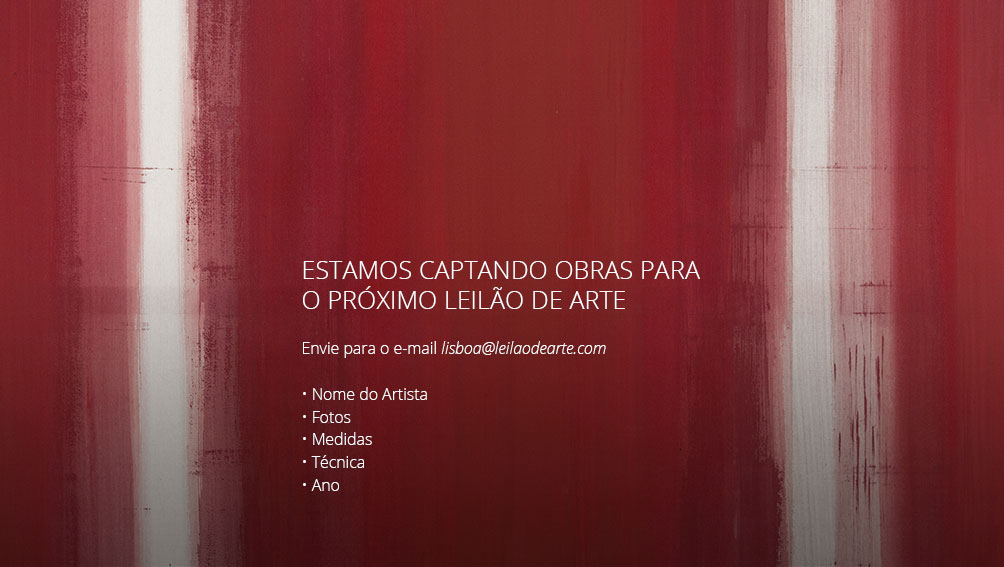 ESTAMOS CAPTANDO OBRAS PARA
O PRÓXIMO LEILÃO DE ARTE
Envie para o e-mail lisboa@leilaodearte.com
• Nome do Artista
• Fotos
• Medidas
• Técnica
• Ano